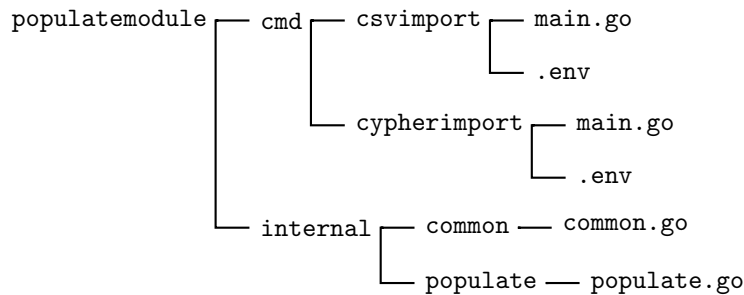 populatemodule cmd csvimport main.go
.env
cypherimport main.go
.env
internal common common.go
populate populate.go